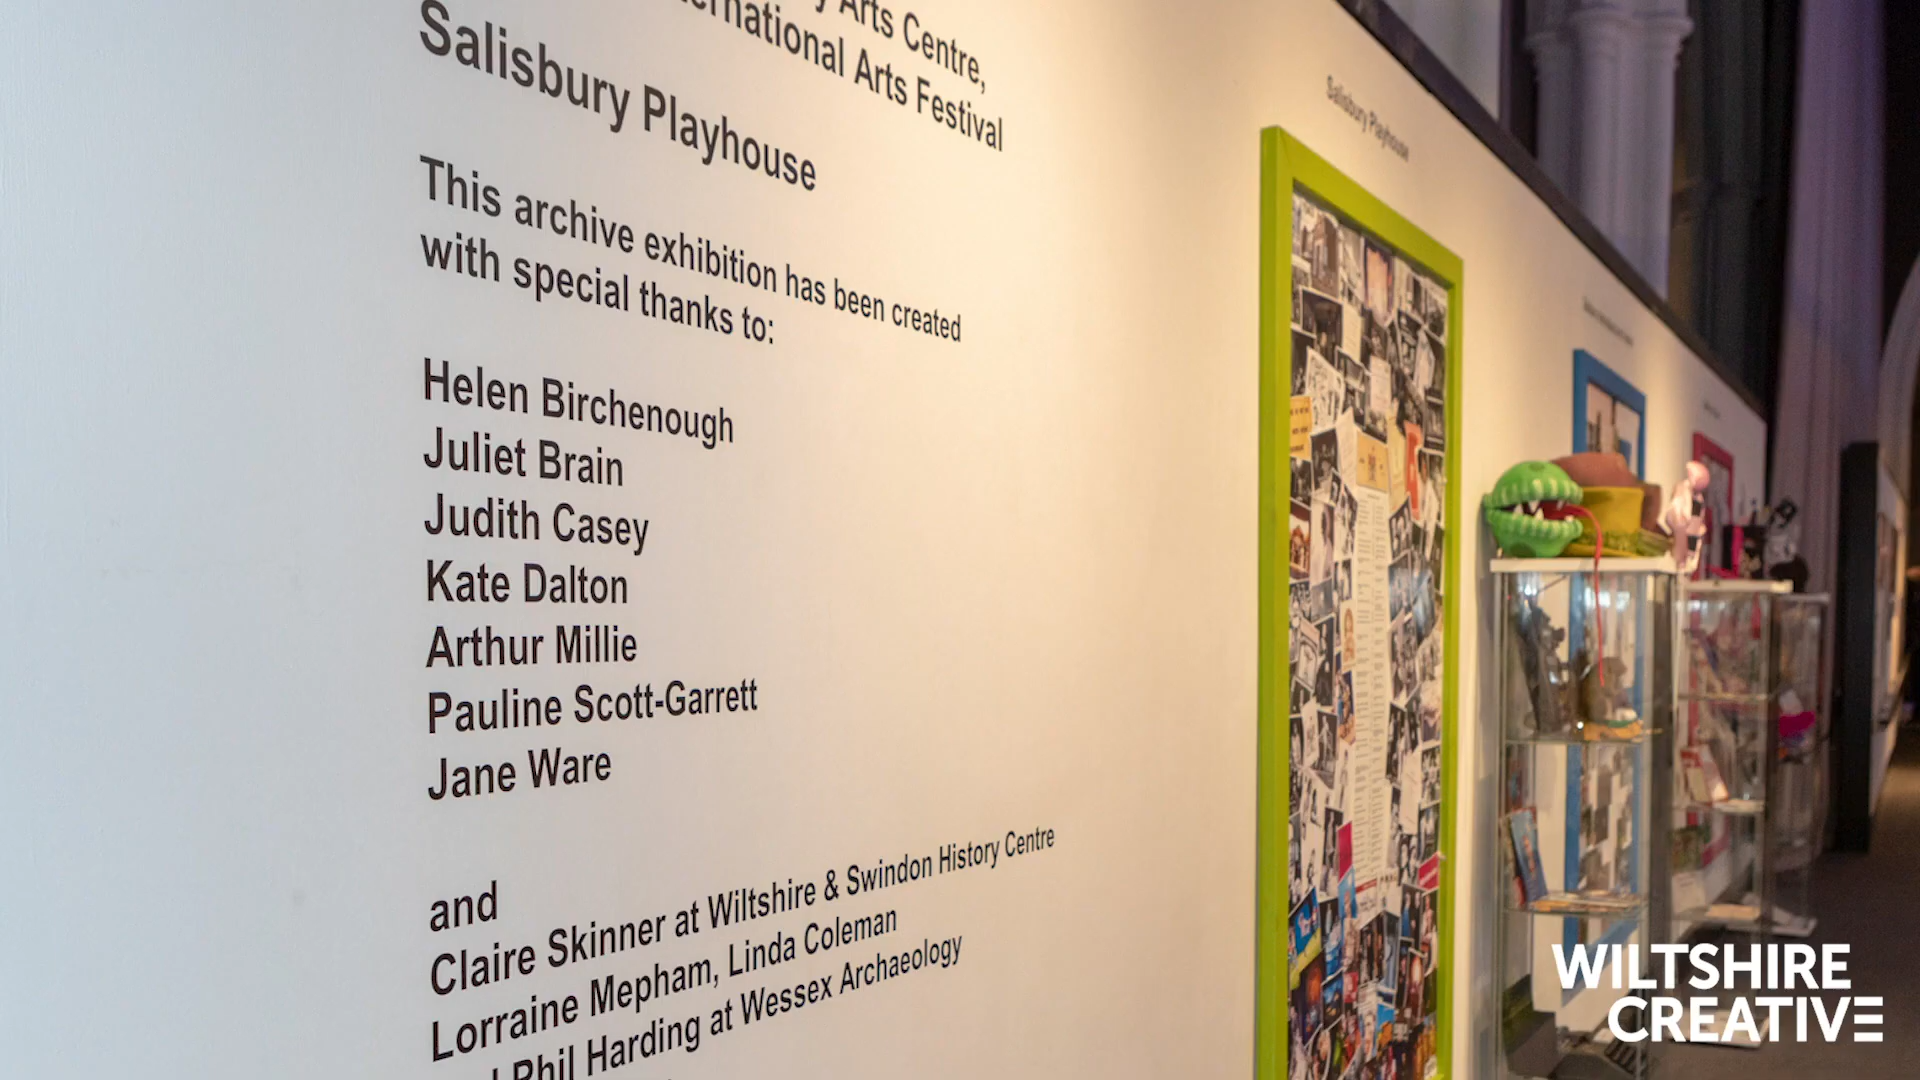 Arts Centre,
International Arts Festival
Salisbury Playhouse
This archive exhibition has been created
with special thanks to:
Helen Birchenough
Juliet Brain
Judith Casey
Kate Dalton
Arthur Millie
Pauline Scott-Garrett
Jane Ware
and
Claire Skinner at Wiltshire & Swindon History Centre
Lorraine Mepham, Linda Coleman
Phil Harding at Wessex Archaeology
Salisbury Playhouse
WILTSHIRE
CREATIVE